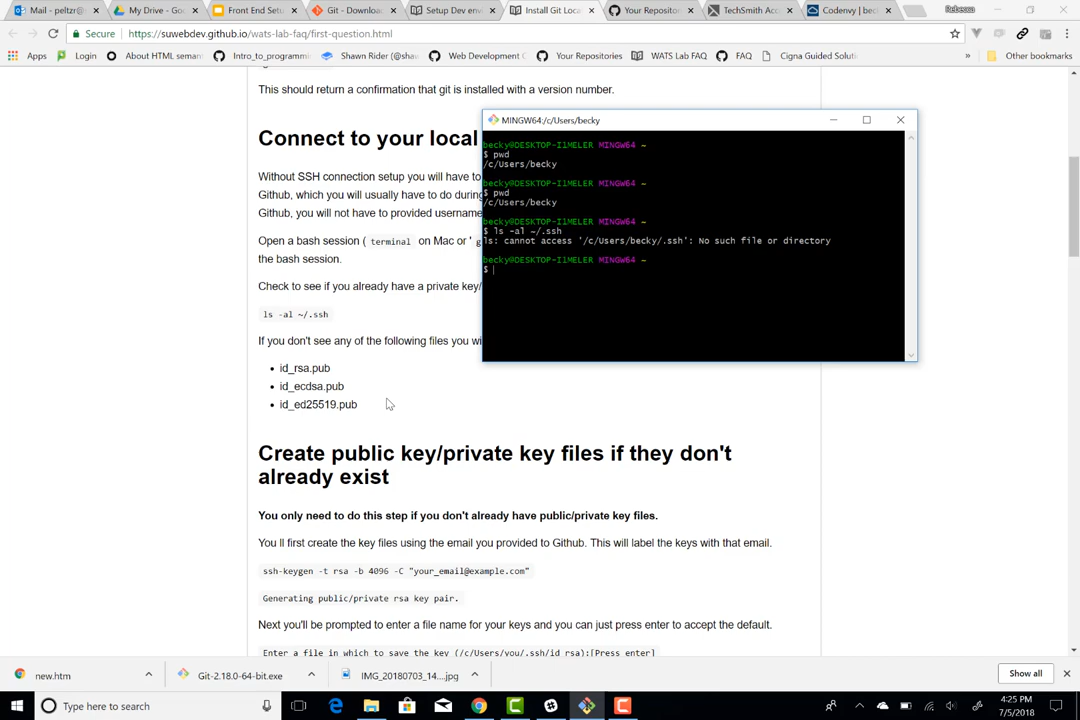 Mail - peltzr@
My Drive - Goo
Front End Setu
Git - Downloa
Setup Dev env
Install Git Loca
Your Repositor
TechSmith Acc
Codenvy | bec
Rebecca
Secure
https://suwebdev.github.io/wats-lab-faq/first-question.html
Apps
Login
About HTML seman
Intro_to_programmi
Shawn Rider (@shaw
Web Development C
Your Repositories
WATS Lab FAQ
FAQ
Cigna Guided Soluti
»
Other bookmarks
This should return a confirmation that git is installed with a version number.
Connect to your local
Without SSH connection setup you will have to
Github, which you will usually have to do during
Github, you will not have to provided username
Open a bash session ( terminal on Mac or ' g
the bash session.
Check to see if you already have a private key/
ls -al ~/.ssh
If you don't see any of the following files you wi
id_rsa.pub
id_ecdsa.pub
id_ed25519.pub
MINGW64:/c/Users/becky
becky@DESKTOP-I1MELER MINGW64 ~
$ pwd
/c/Users/becky
becky@DESKTOP-I1MELER MINGW64 ~
$ pwd
/c/Users/becky
becky@DESKTOP-I1MELER MINGW64 ~
$ ls -al ~/.ssh
ls: cannot access '/c/Users/becky/.ssh': No such file or directory
becky@DESKTOP-I1MELER MINGW64 ~
$
Create public key/private key files if they don't
already exist
You only need to do this step if you don't already have public/private key files.
You ll first create the key files using the email you provided to Github. This will label the keys with that email.
ssh-keygen -t rsa -b 4096 -C "your_email@example.com"
Generating public/private rsa key pair.
Next you'll be prompted to enter a file name for your keys and you can just press enter to accept the default.
Enter a file in which to save the key (/c/Users/you/.ssh/id rsa):[Press enter]
new.htm
Git-2.18.0-64-bit.exe
IMG_20180703_14....jpg
Show all
Type here to search
4:25 PM
7/5/2018